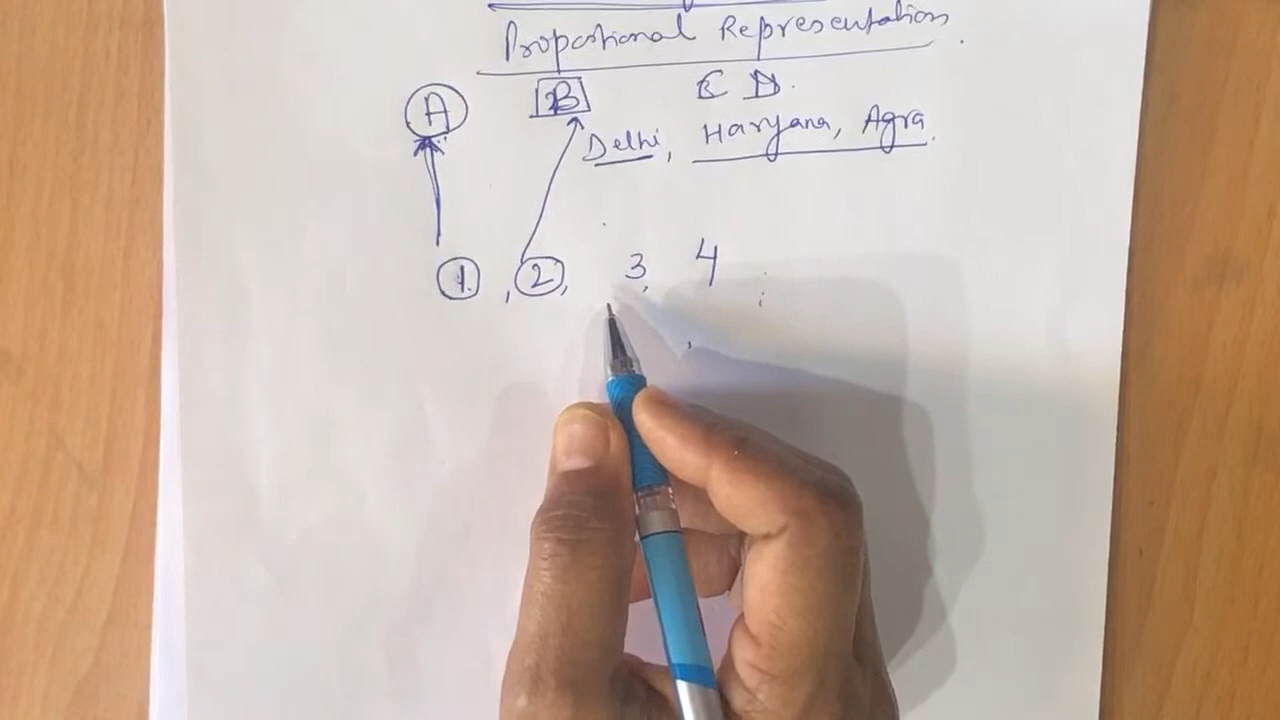 Proportional Representation.
A B C D.
Delhi, Haryana, Agra.
1. , 2, 3, 4